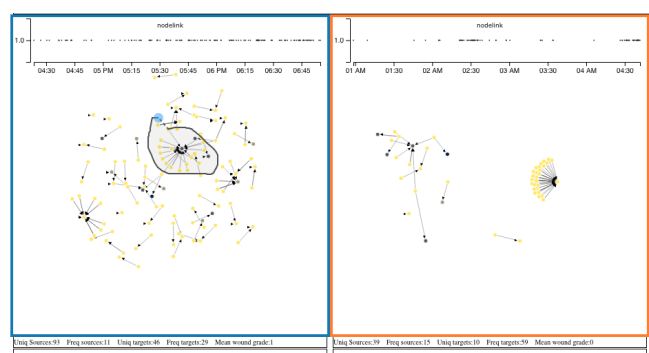 nodelink
1.0
04:30 04:45 05 PM 05:15 05:30 05:45 06 PM 06:15 06:30 06:45
Uniq Sources:93 Freq sources:11 Uniq targets:46 Freq targets:29 Mean wound grade:1
nodelink
1.0
01 AM 01:30 02 AM 02:30 03 AM 03:30 04 AM 04:30
Uniq Sources:39 Freq sources:15 Uniq targets:10 Freq targets:59 Mean wound grade:0